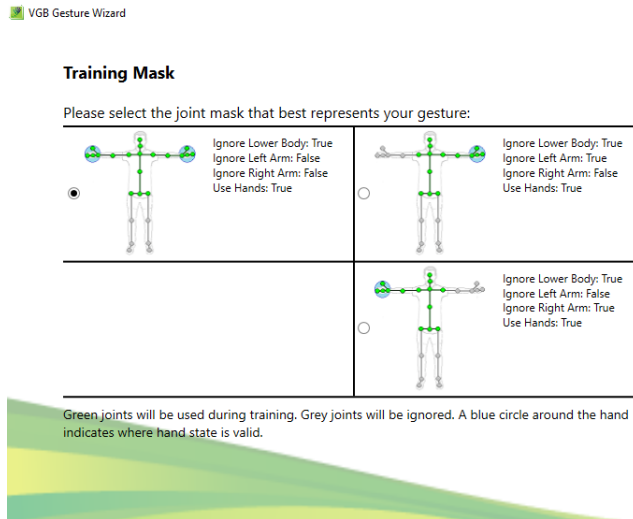 VGB Gesture Wizard
Training Mask
Please select the joint mask that best represents your gesture:
Ignore Lower Body: True
Ignore Left Arm: False
Ignore Right Arm: False
Use Hands: True
Ignore Lower Body: True
Ignore Left Arm: True
Ignore Right Arm: False
Use Hands: True
Ignore Lower Body: True
Ignore Left Arm: False
Ignore Right Arm: True
Use Hands: True
Green joints will be used during training. Grey joints will be ignored. A blue circle around the hand
indicates where hand state is valid.